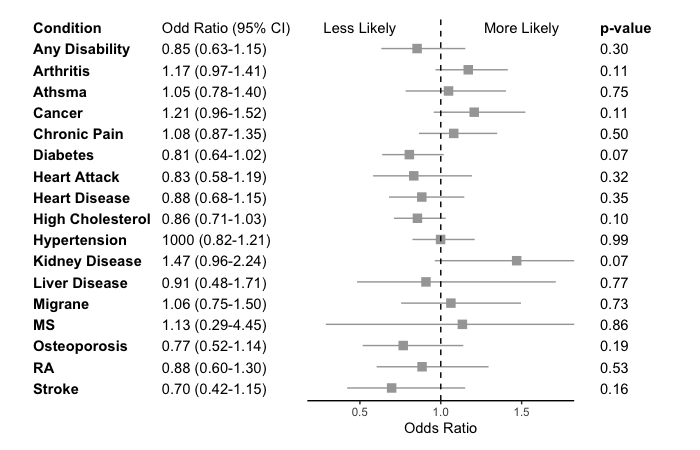 Condition Odd Ratio (95% CI) Less Likely More Likely p-value
Any Disability 0.85 (0.63-1.15) 0.30
Arthritis 1.17 (0.97-1.41) 0.11
Athsma 1.05 (0.78-1.40) 0.75
Cancer 1.21 (0.96-1.52) 0.11
Chronic Pain 1.08 (0.87-1.35) 0.50
Diabetes 0.81 (0.64-1.02) 0.07
Heart Attack 0.83 (0.58-1.19) 0.32
Heart Disease 0.88 (0.68-1.15) 0.35
High Cholesterol 0.86 (0.71-1.03) 0.10
Hypertension 1000 (0.82-1.21) 0.99
Kidney Disease 1.47 (0.96-2.24) 0.07
Liver Disease 0.91 (0.48-1.71) 0.77
Migrane 1.06 (0.75-1.50) 0.73
MS 1.13 (0.29-4.45) 0.86
Osteoporosis 0.77 (0.52-1.14) 0.19
RA 0.88 (0.60-1.30) 0.53
Stroke 0.70 (0.42-1.15) 0.16
0.5 1.0 1.5
Odds Ratio